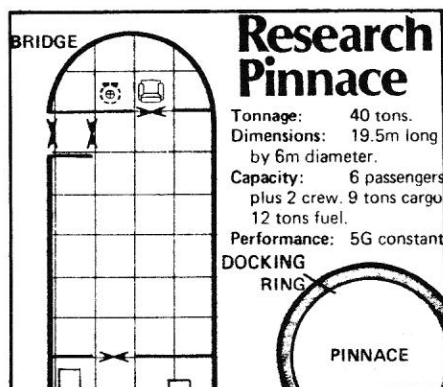 BRIDGE
Research
Pinnace
Tonnage: 40 tons.
Dimensions: 19.5m long
by 6m diameter.
Capacity: 6 passengers
plus 2 crew. 9 tons cargo
12 tons fuel.
Performance: 5G constant
DOCKING
RING
PINNACE